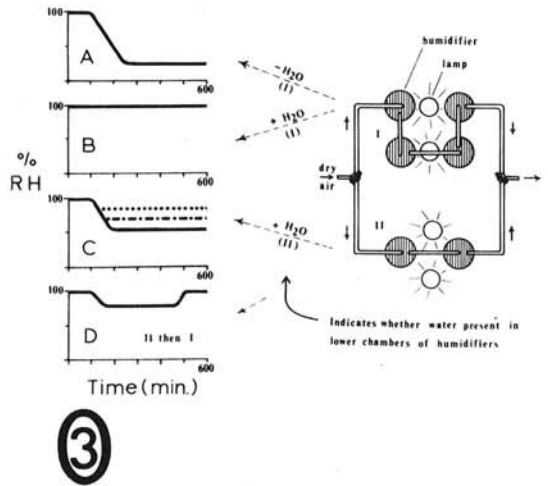 100
A
600
100
B
600
% RH
100
C
600
100
D
II then I
600
Time (min.)
3
−H2O
(I)
+ H2O
(I)
+ H2O
(II)
humidifier
lamp
I
dry
air
II
Indicates whether water present in
lower chambers of humidifiers